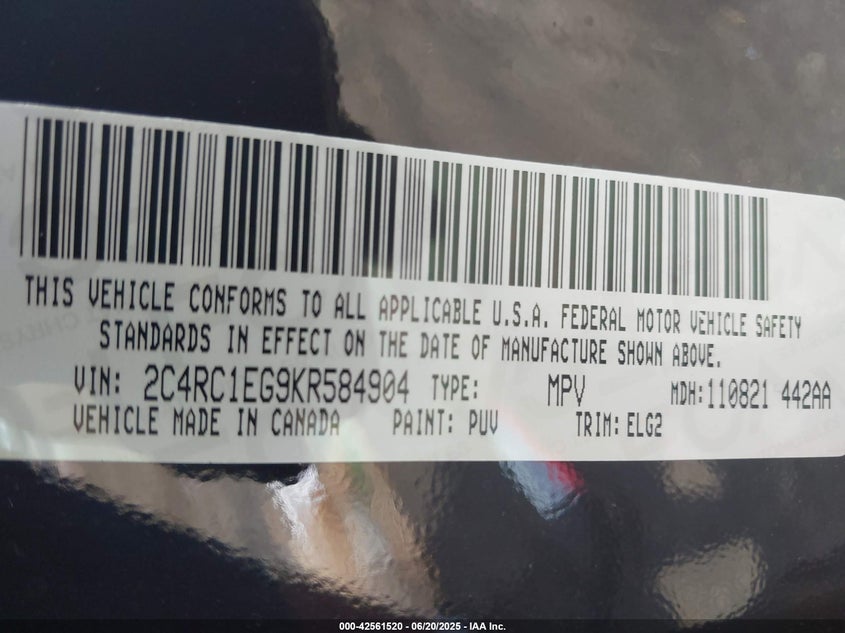 THIS VEHICLE CONFORMS TO ALL APPLICABLE U.S.A. FEDERAL MOTOR VEHICLE SAFETY
STANDARDS IN EFFECT ON THE DATE OF MANUFACTURE SHOWN ABOVE.
VIN: 2C4RC1EG9KR584904 TYPE: MPV MDH:110821 442AA
VEHICLE MADE IN CANADA PAINT: PUV TRIM: ELG2
000-42561520 - 06/20/2025 - IAA Inc.